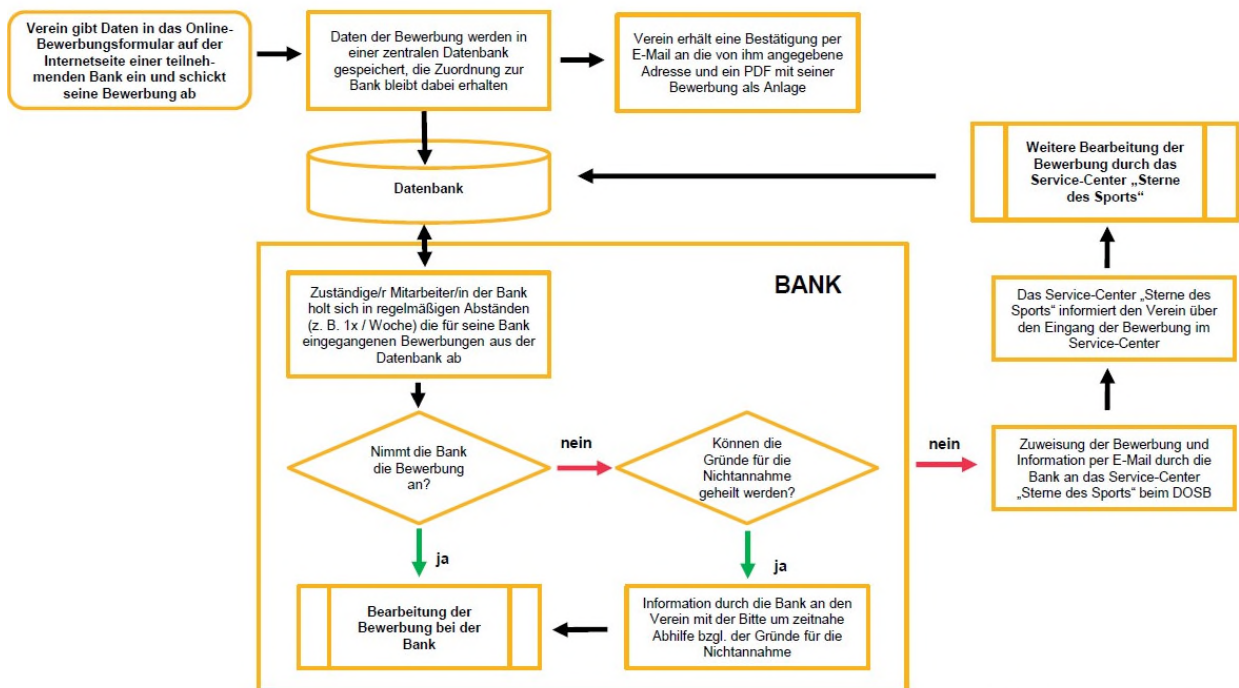 Verein gibt Daten in das Online-
Bewerbungsformular auf der
Internetseite einer teilneh-
menden Bank ein und schickt
seine Bewerbung ab
Daten der Bewerbung werden in
einer zentralen Datenbank
gespeichert, die Zuordnung zur
Bank bleibt dabei erhalten
Verein erhält eine Bestätigung per
E-Mail an die von ihm angegebene
Adresse und ein PDF mit seiner
Bewerbung als Anlage
Datenbank
Weitere Bearbeitung der
Bewerbung durch das
Service-Center „Sterne
des Sports“
BANK
Zuständige/r Mitarbeiter/in der Bank
holt sich in regelmäßigen Abständen
(z. B. 1x / Woche) die für seine Bank
eingegangenen Bewerbungen aus der
Datenbank ab
Das Service-Center „Sterne des
Sports“ informiert den Verein über
den Eingang der Bewerbung im
Service-Center
Nimmt die Bank
die Bewerbung
an?
nein
Können die
Gründe für die
Nichtannahme
geheilt werden?
nein
Zuweisung der Bewerbung und
Information per E-Mail durch die
Bank an das Service-Center
„Sterne des Sports“ beim DOSB
ja
ja
Bearbeitung der
Bewerbung bei der
Bank
Information durch die Bank an den
Verein mit der Bitte um zeitnahe
Abhilfe bzgl. der Gründe für die
Nichtannahme